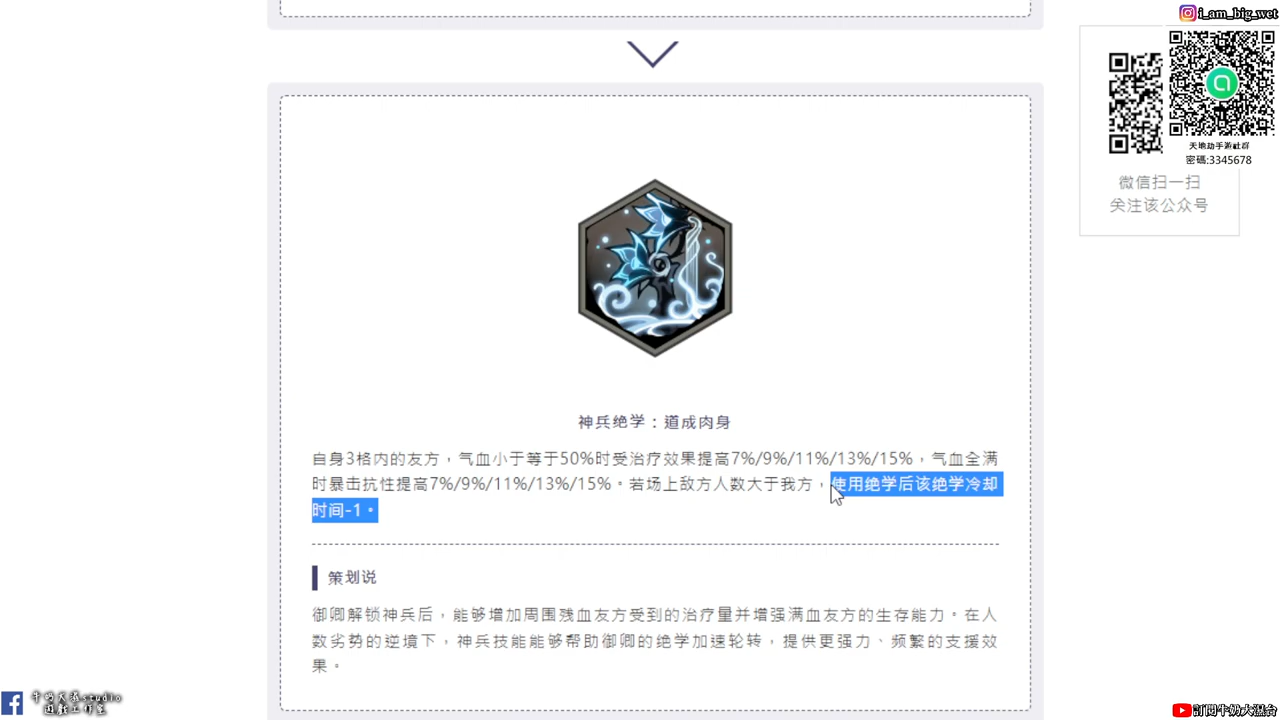 i_am_big_wet
天地劫手游社群
密碼:3345678
微信扫一扫
关注该公众号
神兵绝学：道成肉身
自身3格内的友方，气血小于等于50%时受治疗效果提高7%/9%/11%/13%/15%，气血全满
时暴击抗性提高7%/9%/11%/13%/15%。若场上敌方人数大于我方，使用绝学后该绝学冷却
时间-1。
策划说
御卿解锁神兵后，能够增加周围残血友方受到的治疗量并增强满血友方的生存能力。在人
数劣势的逆境下，神兵技能能够帮助御卿的绝学加速轮转，提供更强力、频繁的支援效
果。
牛奶大濕studio
遊戲工作室
訂閱牛奶大濕台